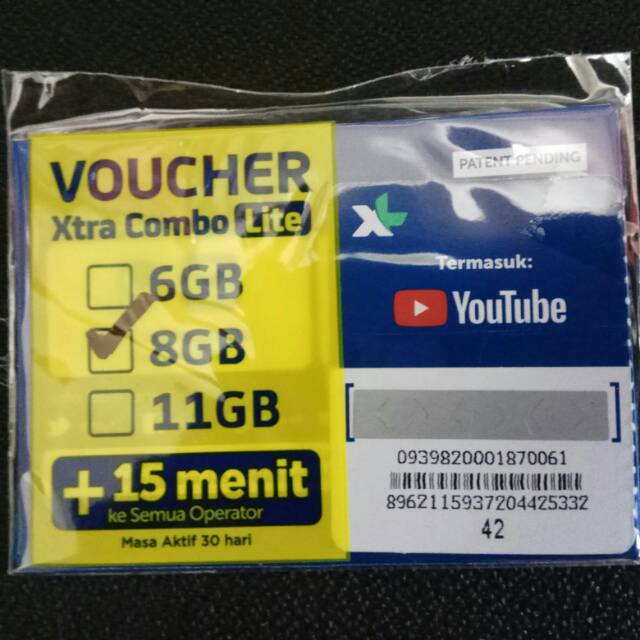 VOUCHER
Xtra Combo Lite
6GB
8GB
11GB
+ 15 menit
ke Semua Operator
Masa Aktif 30 hari
PATENT PENDING
XL
Termasuk:
YouTube
0939820001870061
8962115937204425332
42